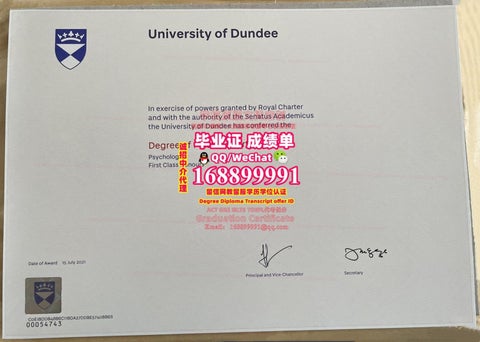 University of Dundee
In exercise of powers granted by Royal Charter
and with the authority of the Senatus Academicus
the University of Dundee has conferred the
Degree of
毕业证 成绩单
QQ/WeChat
诚招中介代理
168899991
留信网教留服学历学位认证
Degree Diploma Transcript offer ID
Graduation Certificate
Email: 168899991@qq.com
First Class
Date of Award 15 July 2021
Principal and Vice-Chancellor
Secretary
00054743